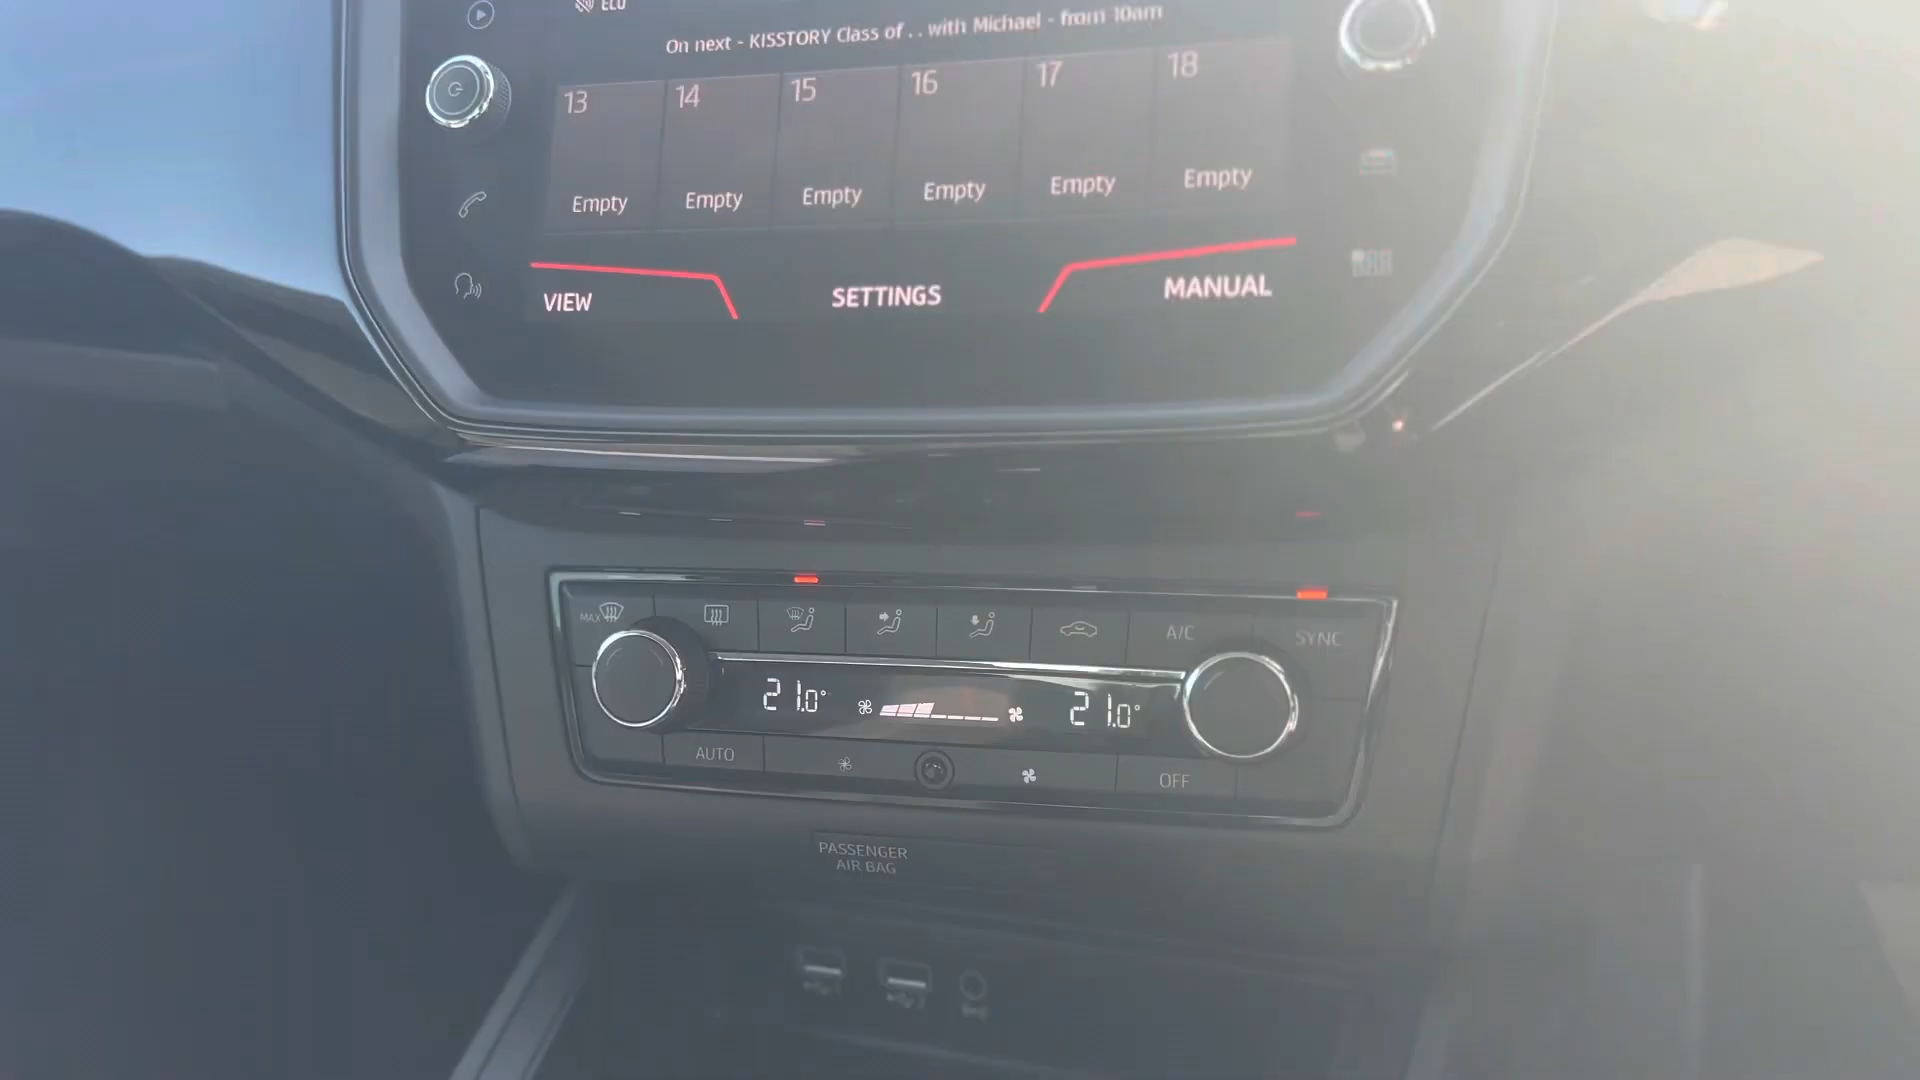 On next - KISSTORY Class of . . with Michael - from 10am
13 14 15 16 17 18
Empty Empty Empty Empty Empty Empty
VIEW SETTINGS MANUAL
MAX A/C SYNC
21.0° 21.0°
AUTO OFF
PASSENGER
AIR BAG